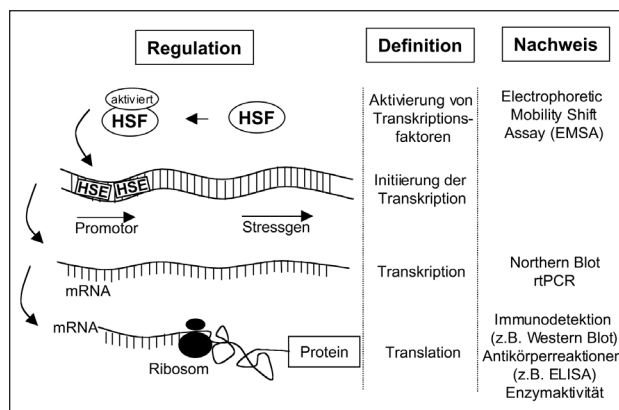 Regulation
Definition
Nachweis
aktiviert
HSF
HSF
Aktivierung von
Transkriptions-
faktoren
Electrophoretic
Mobility Shift
Assay (EMSA)
HSE HSE
Initiierung der
Transkription
Promotor
Stressgen
mRNA
Transkription
Northern Blot
rtPCR
mRNA
Ribosom
Protein
Translation
Immunodetektion
(z.B. Western Blot)
Antikörperreaktioner
(z.B. ELISA)
Enzymaktivität